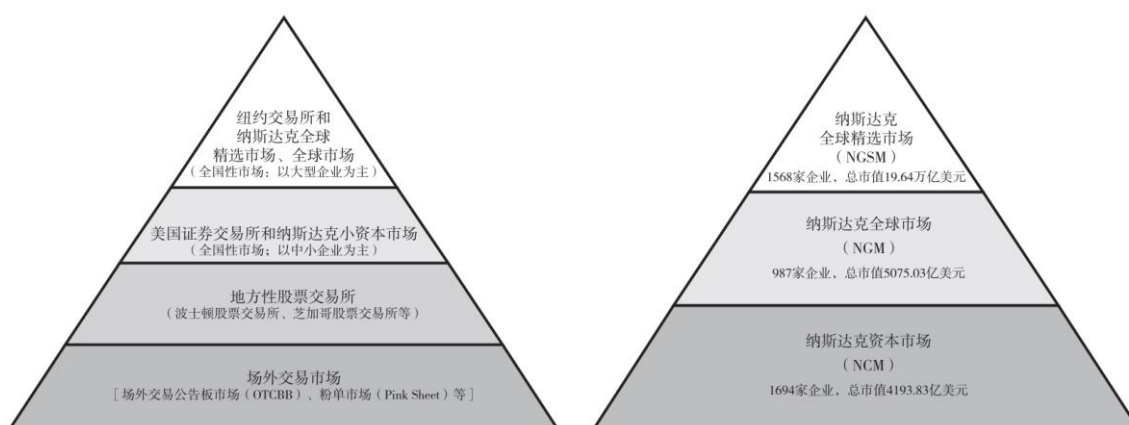 纽约交易所和
纳斯达克全球
精选市场、全球市场
（全国性市场；以大型企业为主）
美国证券交易所和纳斯达克小资本市场
（全国性市场；以中小企业为主）
地方性股票交易所
（波士顿股票交易所、芝加哥股票交易所等）
场外交易市场
[ 场外交易公告板市场（OTCBB）、粉单市场（Pink Sheet）等 ]
纳斯达克
全球精选市场
（NGSM）
1568家企业，总市值19.64万亿美元
纳斯达克全球市场
（NGM）
987家企业，总市值5075.03亿美元
纳斯达克资本市场
（NCM）
1694家企业，总市值4193.83亿美元